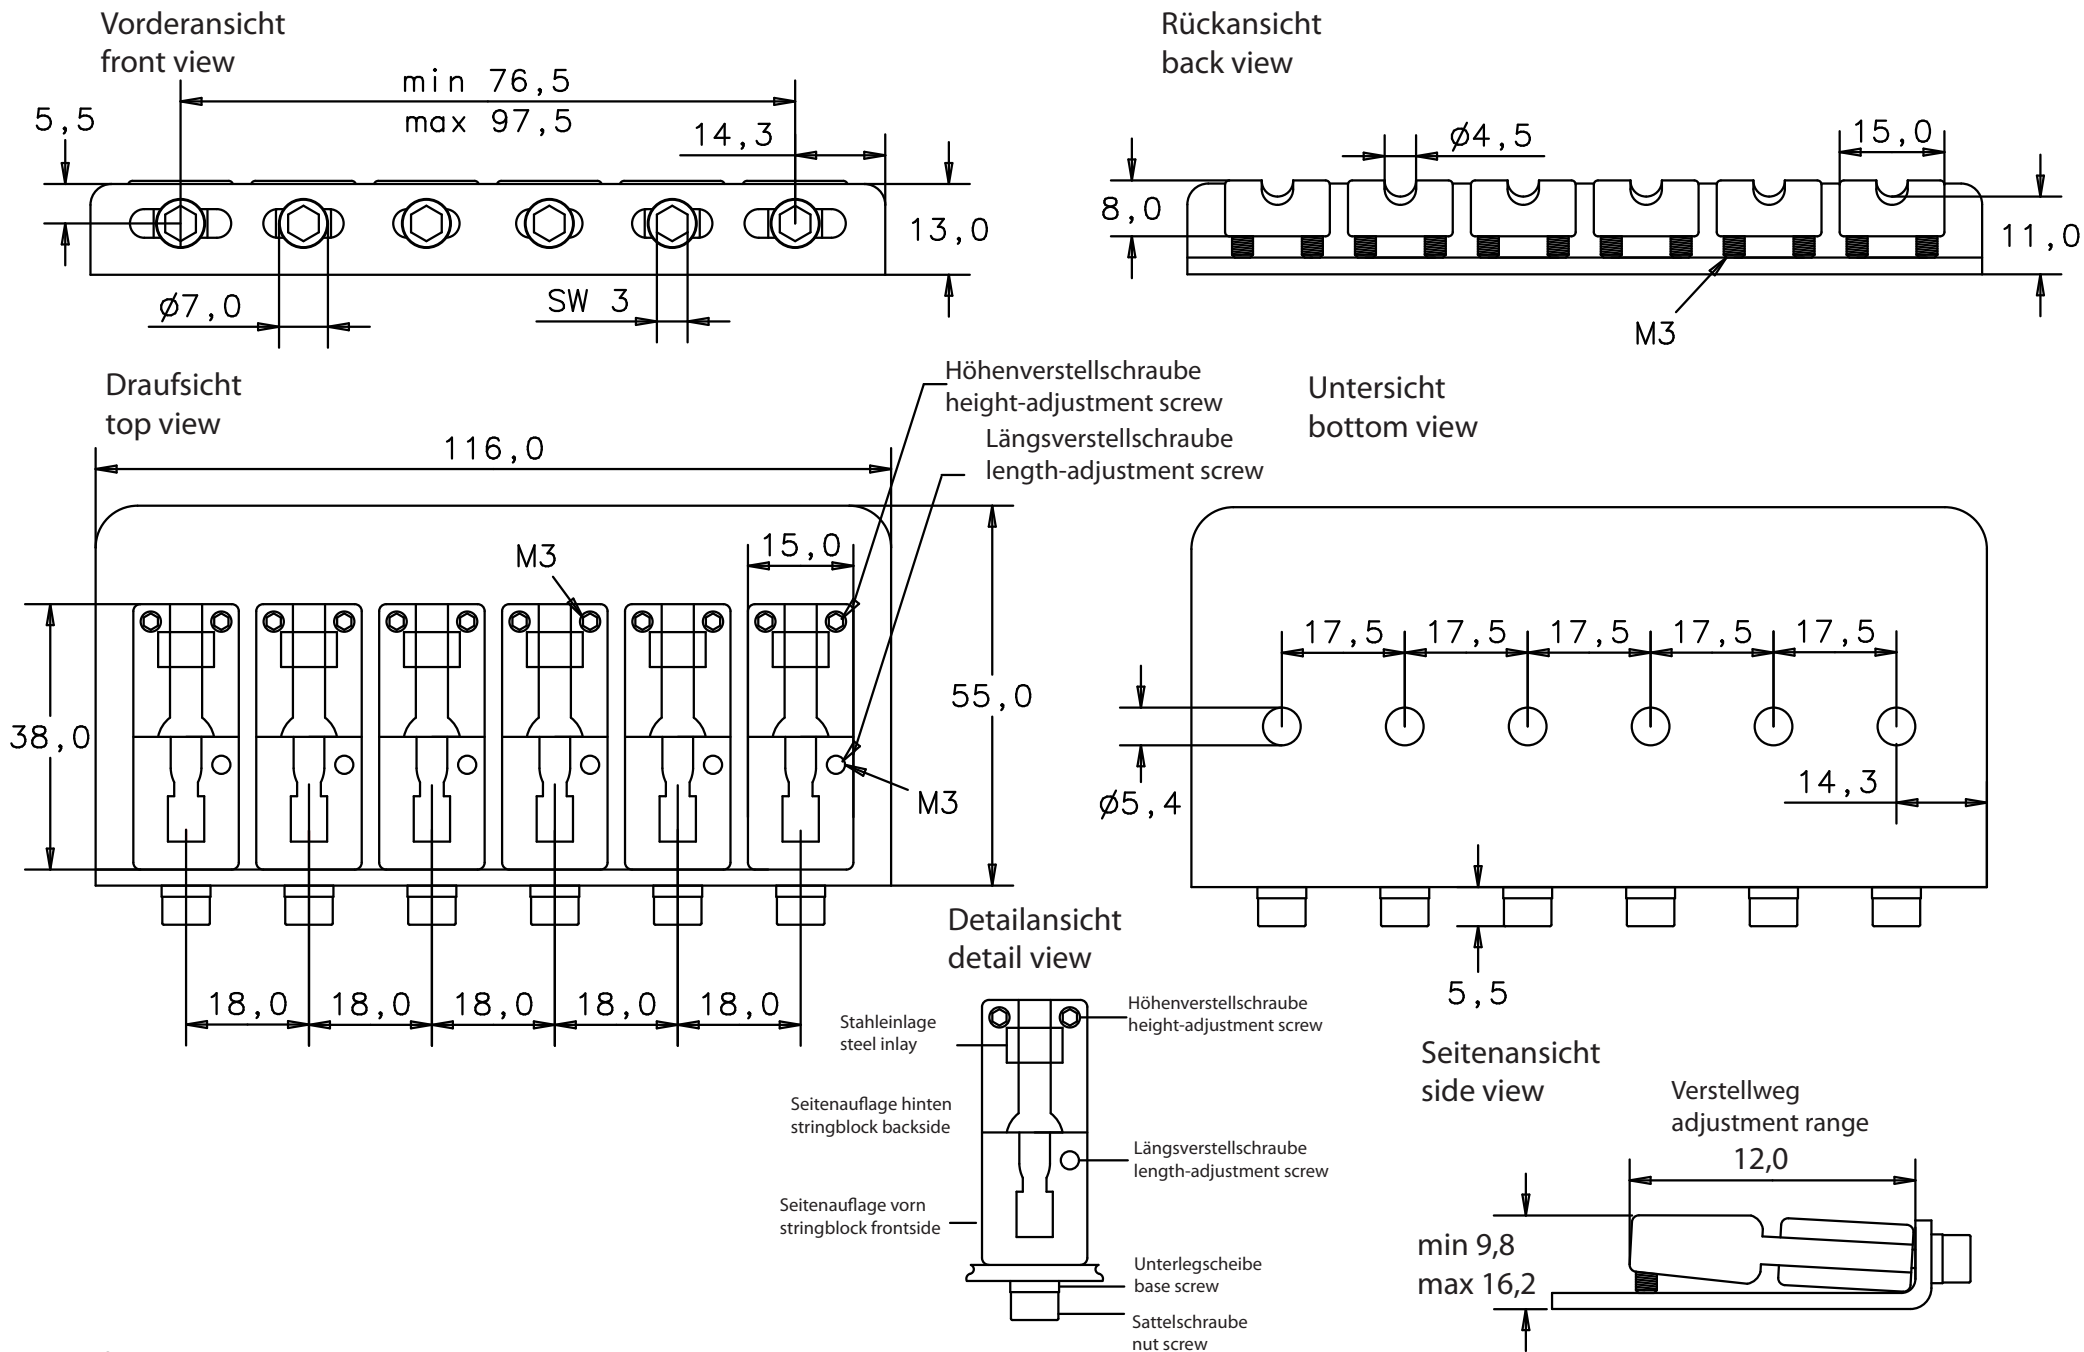 Vorderansicht
front view
min 76,5
max 97,5
5,5
14,3
13,0
Ø7,0
SW 3
Rückansicht
back view
Ø4,5
15,0
8,0
11,0
M3
Draufsicht
top view
116,0
Höhenverstellschraube
height-adjustment screw
Längsverstellschraube
length-adjustment screw
M3
15,0
38,0
55,0
M3
18,0 18,0 18,0 18,0 18,0
Untersicht
bottom view
17,5 17,5 17,5 17,5 17,5
Ø5,4
14,3
5,5
Detailansicht
detail view
Stahleinlage
steel inlay
Höhenverstellschraube
height-adjustment screw
Seitenauflage hinten
stringblock backside
Längsverstellschraube
length-adjustment screw
Seitenauflage vorn
stringblock frontside
Unterlegscheibe
base screw
Sattelschraube
nut screw
Seitenansicht
side view
Verstellweg
adjustment range
12,0
min 9,8
max 16,2